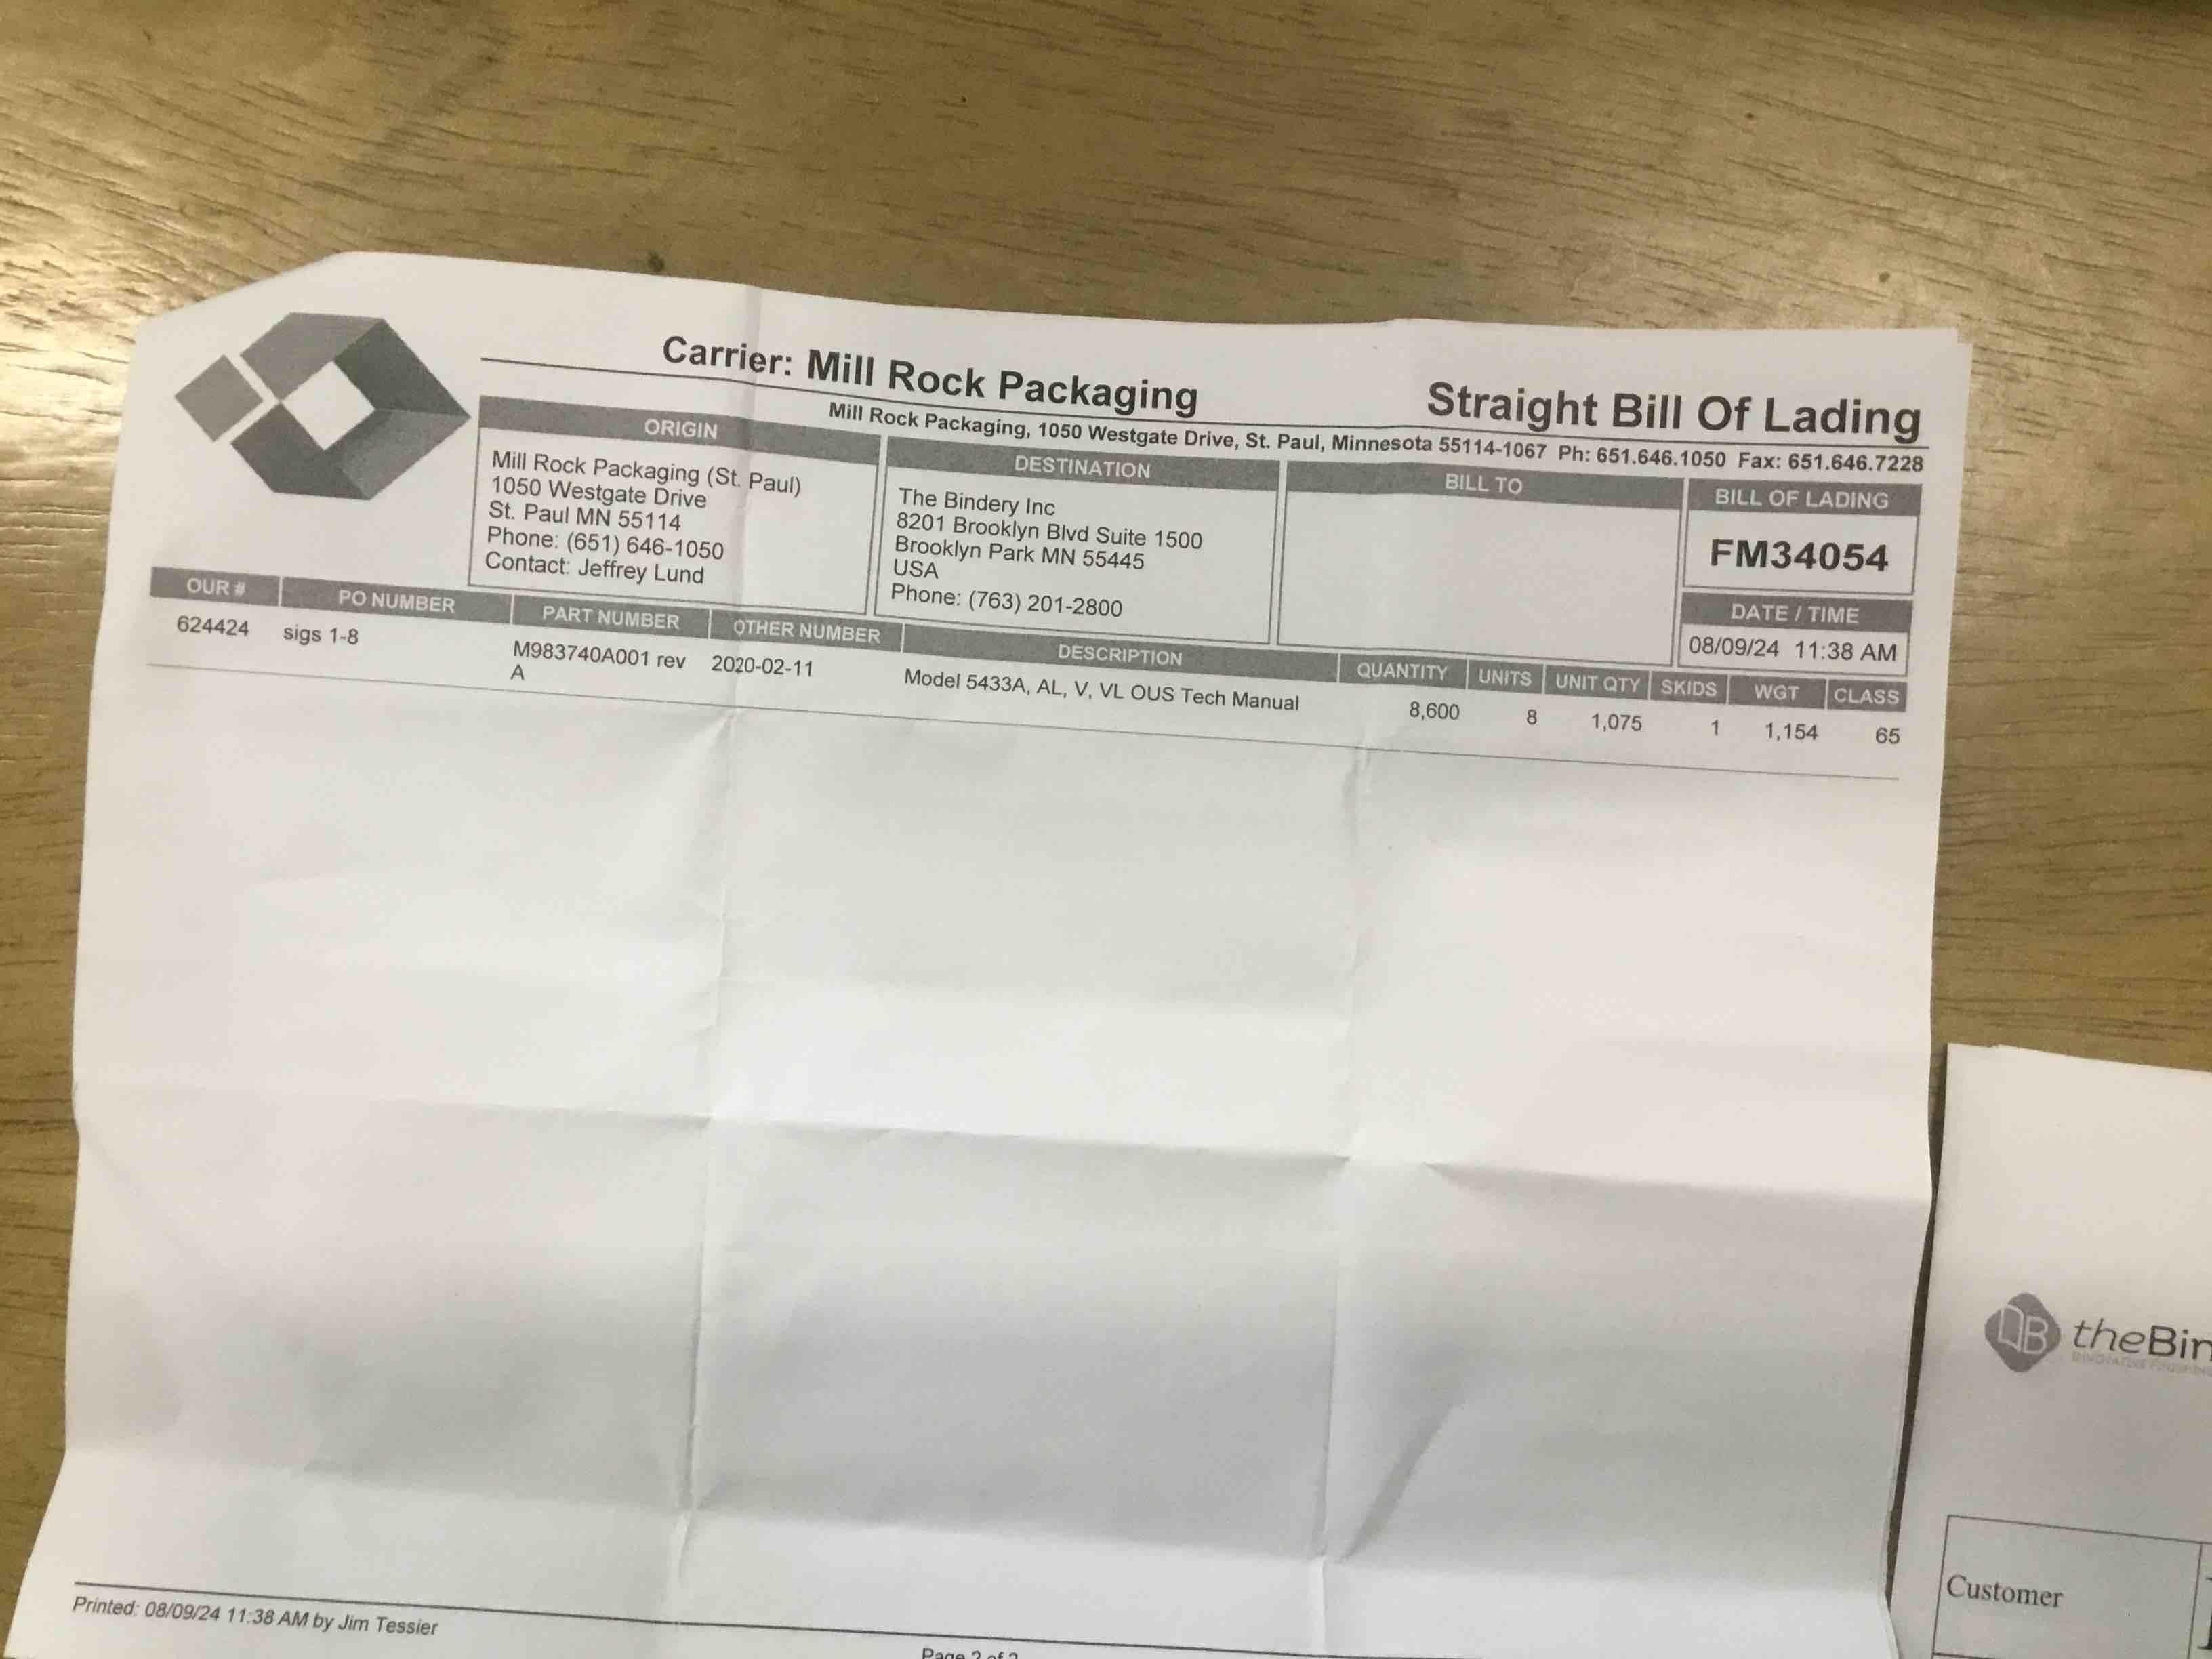 Carrier: Mill Rock Packaging
Straight Bill Of Lading
Mill Rock Packaging, 1050 Westgate Drive, St. Paul, Minnesota 55114-1067 Ph: 651.646.1050 Fax: 651.646.7228
ORIGIN
Mill Rock Packaging (St. Paul)
1050 Westgate Drive
St. Paul MN 55114
Phone: (651) 646-1050
Contact: Jeffrey Lund
DESTINATION
The Bindery Inc
8201 Brooklyn Blvd Suite 1500
Brooklyn Park MN 55445
USA
Phone: (763) 201-2800
BILL TO
BILL OF LADING
FM34054
DATE / TIME
08/09/24 11:38 AM
OUR # PO NUMBER PART NUMBER OTHER NUMBER DESCRIPTION QUANTITY UNITS UNIT QTY SKIDS WGT CLASS
624424 sigs 1-8 M983740A001 rev 2020-02-11 Model 5433A, AL, V, VL OUS Tech Manual 8,600 8 1,075 1 1,154 65
A
Printed: 08/09/24 11:38 AM by Jim Tessier
Page 2 of 2
theBin
Customer